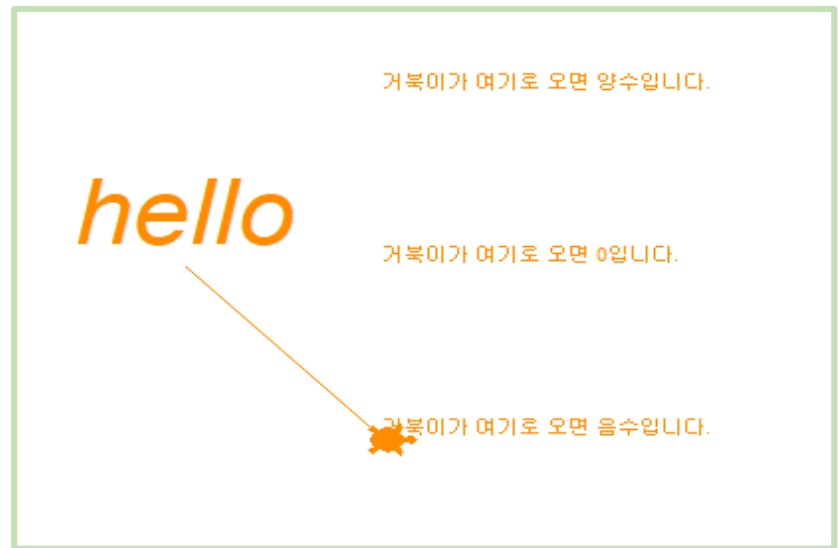 거북이가 여기로 오면 양수입니다.
hello
거북이가 여기로 오면 0입니다.
거북이가 여기로 오면 음수입니다.